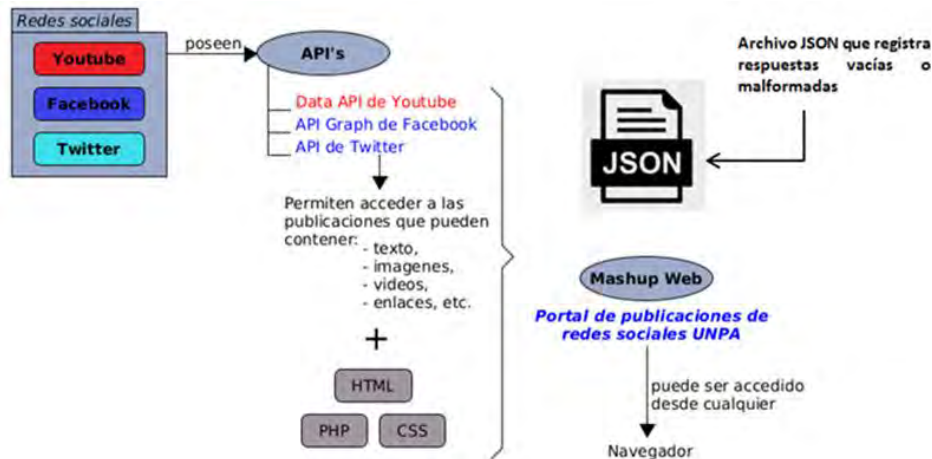 Redes sociales
Youtube
Facebook
Twitter
poseen
API's
Data API de Youtube
API Graph de Facebook
API de Twitter
Permiten acceder a las
publicaciones que pueden
contener:
- texto,
- imagenes,
- videos,
- enlaces, etc.
+
HTML
PHP
CSS
Archivo JSON que registra
respuestas vacías o
malformadas
JSON
Mashup Web
Portal de publicaciones de
redes sociales UNPA
puede ser accedido
desde cualquier
Navegador